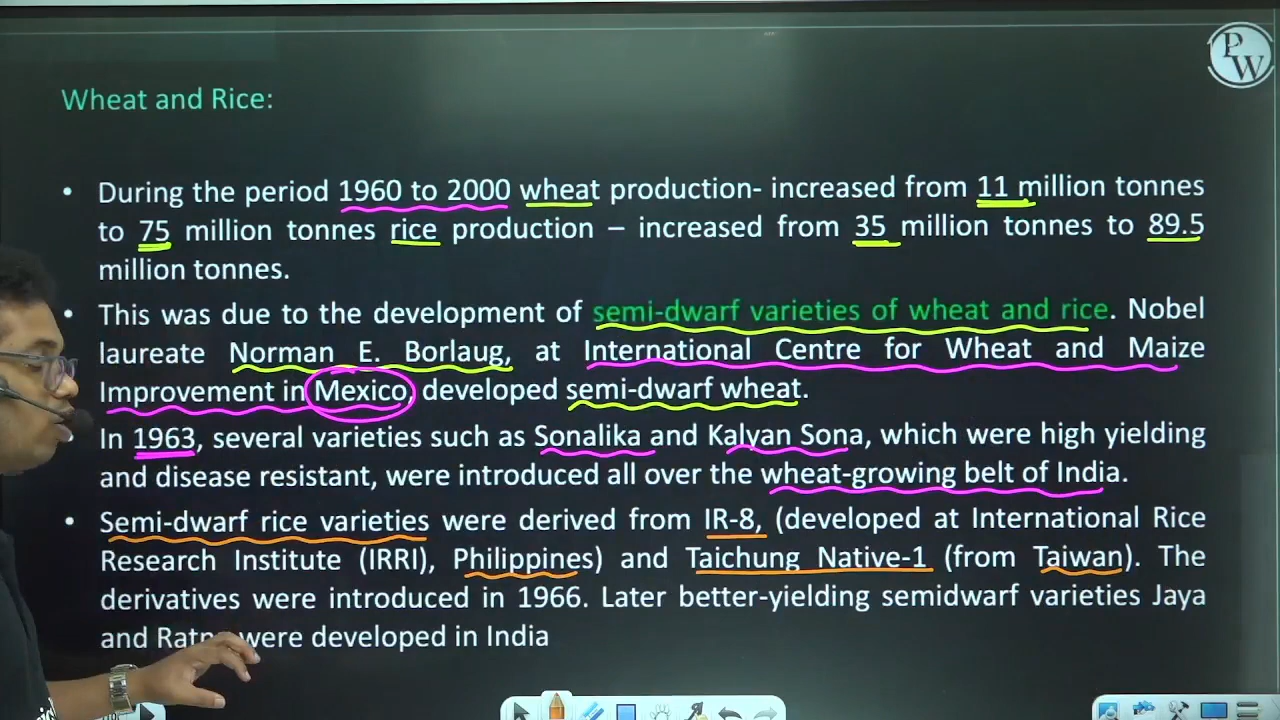 PW
Wheat and Rice:
• During the period 1960 to 2000 wheat production- increased from 11 million tonnes
to 75 million tonnes rice production – increased from 35 million tonnes to 89.5
million tonnes.
• This was due to the development of semi-dwarf varieties of wheat and rice. Nobel
laureate Norman E. Borlaug, at International Centre for Wheat and Maize
Improvement in Mexico, developed semi-dwarf wheat.
• In 1963, several varieties such as Sonalika and Kalyan Sona, which were high yielding
and disease resistant, were introduced all over the wheat-growing belt of India.
• Semi-dwarf rice varieties were derived from IR-8, (developed at International Rice
Research Institute (IRRI), Philippines) and Taichung Native-1 (from Taiwan). The
derivatives were introduced in 1966. Later better-yielding semidwarf varieties Jaya
and were developed in India